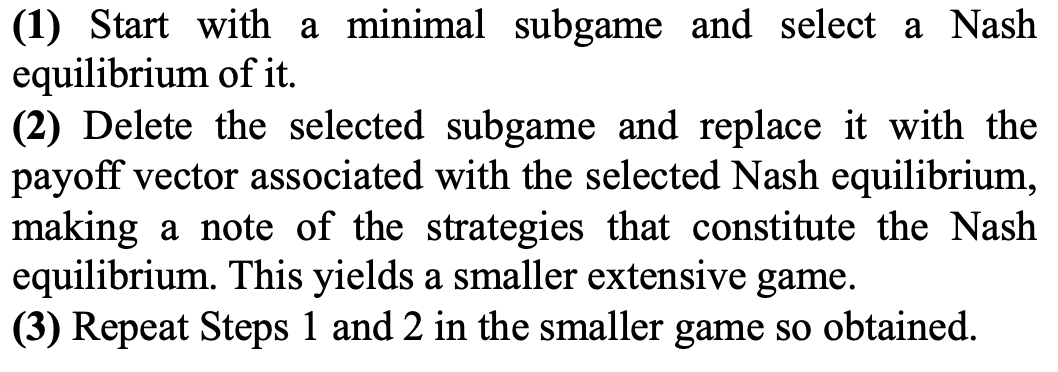 (1) Start with a minimal subgame and select a Nash
equilibrium of it.
(2) Delete the selected subgame and replace it with the
payoff vector associated with the selected Nash equilibrium,
making a note of the strategies that constitute the Nash
equilibrium. This yields a smaller extensive game.
(3) Repeat Steps 1 and 2 in the smaller game so obtained.